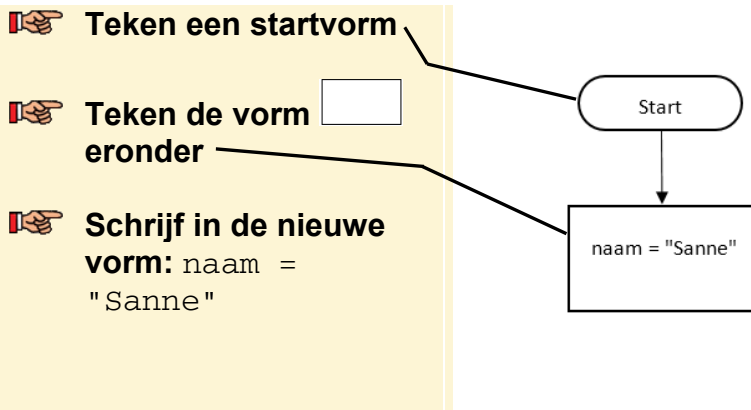 Teken een startvorm
Teken de vorm
eronder
Schrijf in de nieuwe
vorm: naam =
"Sanne"
Start
naam = "Sanne"